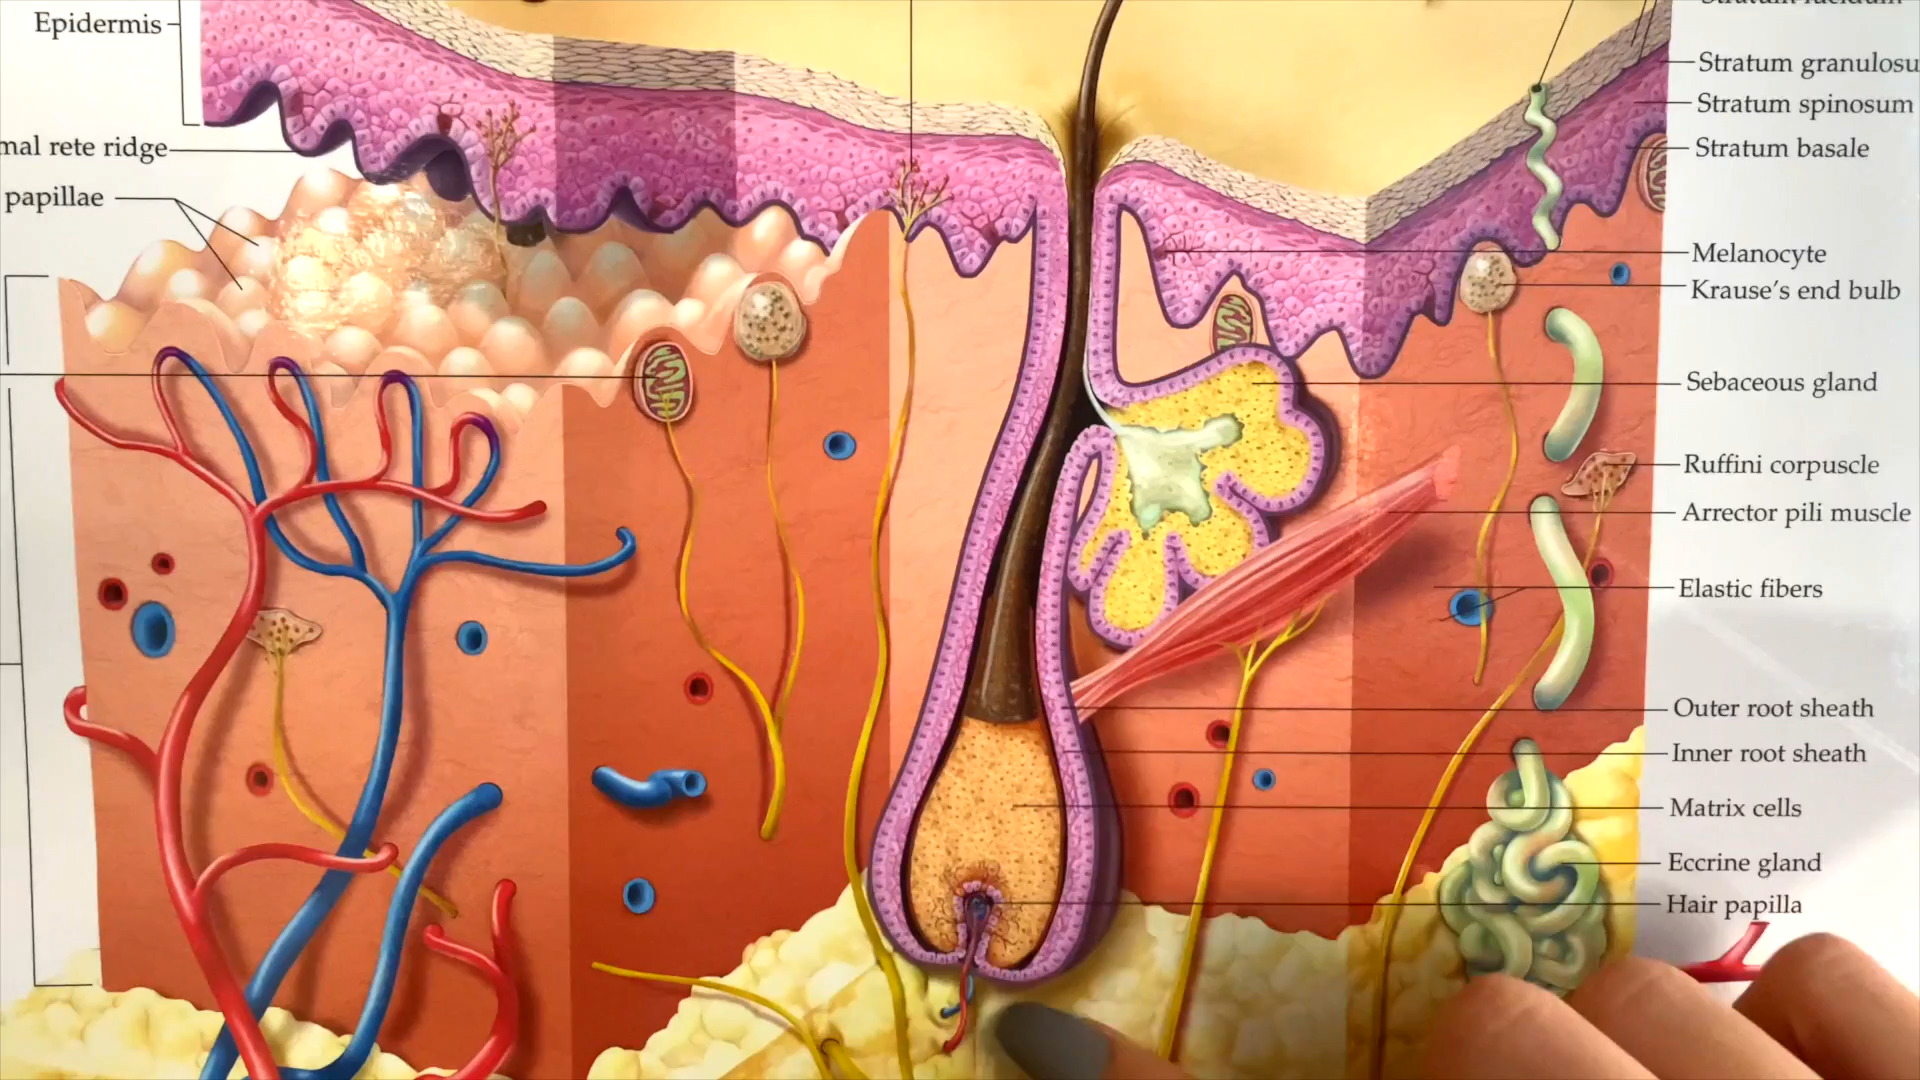 Epidermis
mal rete ridge
papillae
Stratum granulosu
Stratum spinosum
Stratum basale
Melanocyte
Krause's end bulb
Sebaceous gland
Ruffini corpuscle
Arrector pili muscle
Elastic fibers
Outer root sheath
Inner root sheath
Matrix cells
Eccrine gland
Hair papilla